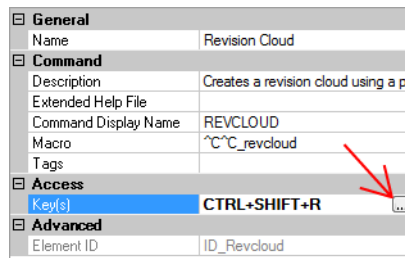 General
Name Revision Cloud
Command
Description Creates a revision cloud using a p
Extended Help File
Command Display Name REVCLOUD
Macro ^C^C_revcloud
Tags
Access
Key(s) CTRL+SHIFT+R ...
Advanced
Element ID ID_Revcloud